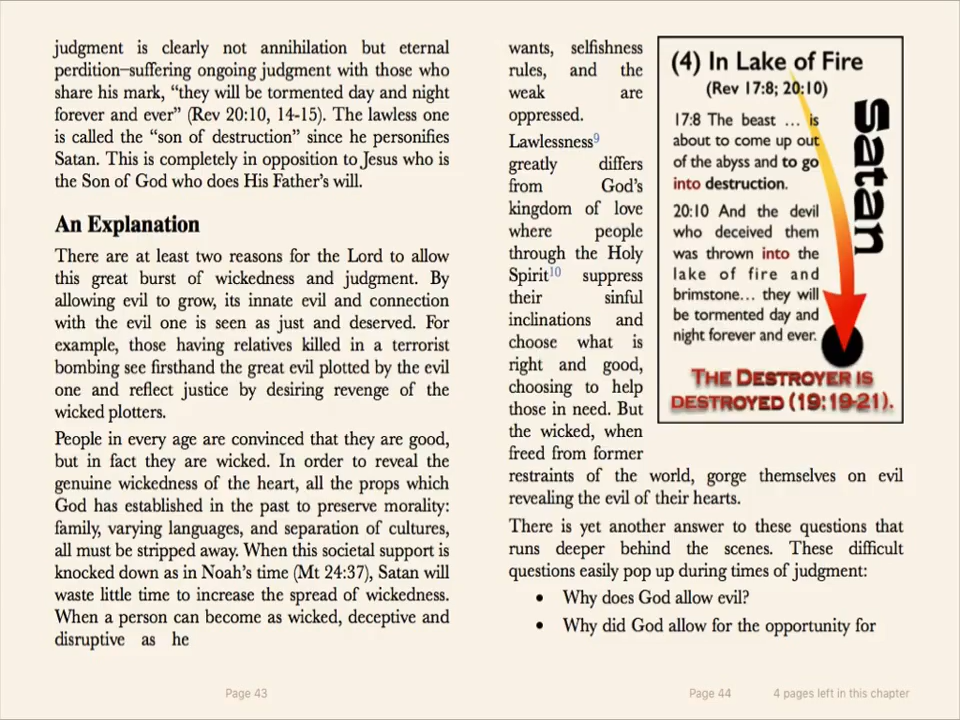 judgment is clearly not annihilation but eternal
perdition–suffering ongoing judgment with those who
share his mark, “they will be tormented day and night
forever and ever” (Rev 20:10, 14-15). The lawless one
is called the “son of destruction” since he personifies
Satan. This is completely in opposition to Jesus who is
the Son of God who does His Father’s will.
An Explanation
There are at least two reasons for the Lord to allow
this great burst of wickedness and judgment. By
allowing evil to grow, its innate evil and connection
with the evil one is seen as just and deserved. For
example, those having relatives killed in a terrorist
bombing see firsthand the great evil plotted by the evil
one and reflect justice by desiring revenge of the
wicked plotters.
People in every age are convinced that they are good,
but in fact they are wicked. In order to reveal the
genuine wickedness of the heart, all the props which
God has established in the past to preserve morality:
family, varying languages, and separation of cultures,
all must be stripped away. When this societal support is
knocked down as in Noah’s time (Mt 24:37), Satan will
waste little time to increase the spread of wickedness.
When a person can become as wicked, deceptive and
disruptive as he
Page 43
wants, selfishness
rules, and the
weak are
oppressed.
Lawlessness9
greatly differs
from God’s
kingdom of love
where people
through the Holy
Spirit10 suppress
their sinful
inclinations and
choose what is
right and good,
choosing to help
those in need. But
the wicked, when
freed from former
restraints of the world, gorge themselves on evil
revealing the evil of their hearts.
There is yet another answer to these questions that
runs deeper behind the scenes. These difficult
questions easily pop up during times of judgment:
• Why does God allow evil?
• Why did God allow for the opportunity for
(4) In Lake of Fire
(Rev 17:8; 20:10)
17:8 The beast … is
about to come up out
of the abyss and to go
into destruction.
20:10 And the devil
who deceived them
was thrown into the
lake of fire and
brimstone… they will
be tormented day and
night forever and ever.
Satan
THE DESTROYER IS
DESTROYED (19:19-21).
Page 44
4 pages left in this chapter